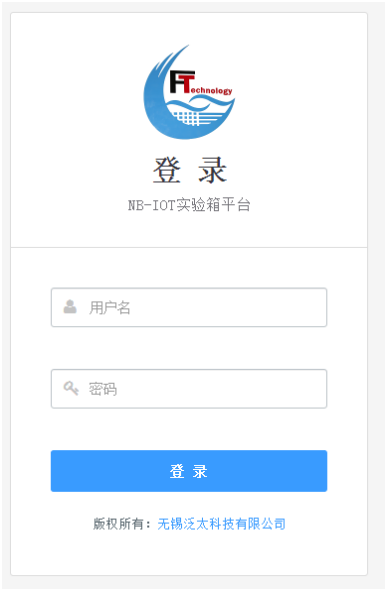 FTechnology
登 录
NB-IOT实验箱平台
用户名
密码
登 录
版权所有：无锡泛太科技有限公司